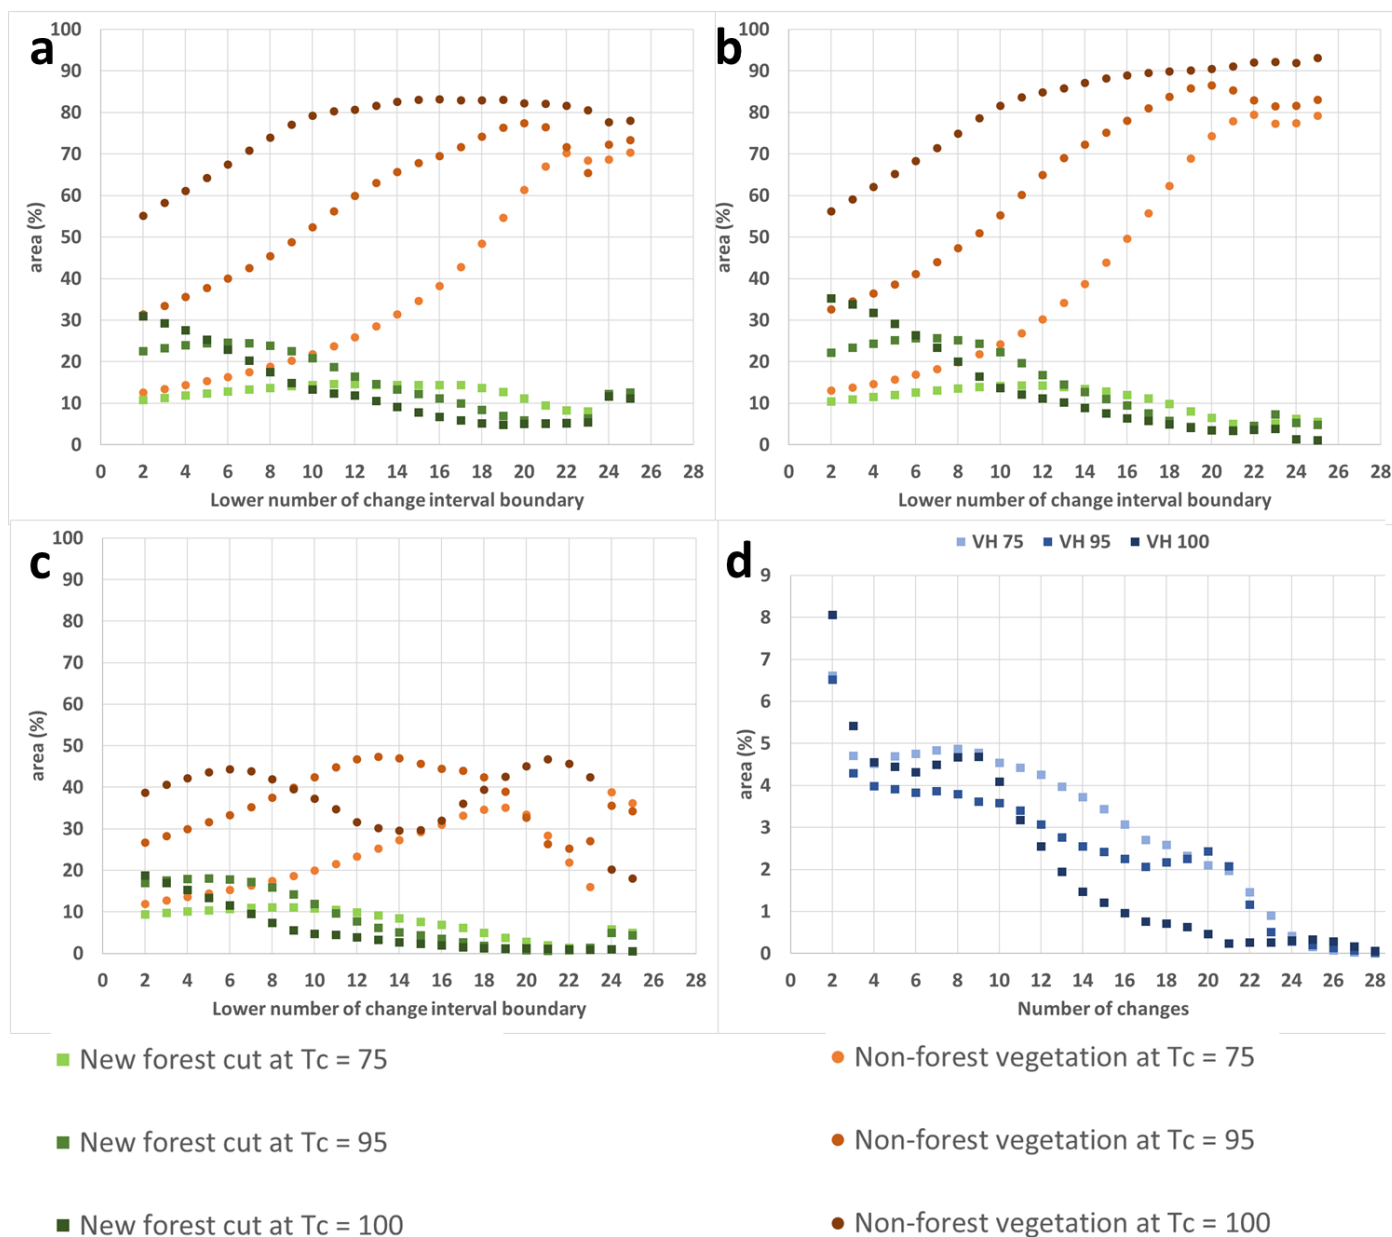 a
100
90
80
70
60
50
40
30
20
10
0
area (%)
0 2 4 6 8 10 12 14 16 18 20 22 24 26 28
Lower number of change interval boundary
b
100
90
80
70
60
50
40
30
20
10
0
area (%)
0 2 4 6 8 10 12 14 16 18 20 22 24 26 28
Lower number of change interval boundary
c
100
90
80
70
60
50
40
30
20
10
0
area (%)
0 2 4 6 8 10 12 14 16 18 20 22 24 26 28
Lower number of change interval boundary
d
VH 75 VH 95 VH 100
9
8
7
6
5
4
3
2
1
0
area (%)
0 2 4 6 8 10 12 14 16 18 20 22 24 26 28
Number of changes
New forest cut at Tc = 75
New forest cut at Tc = 95
New forest cut at Tc = 100
Non-forest vegetation at Tc = 75
Non-forest vegetation at Tc = 95
Non-forest vegetation at Tc = 100